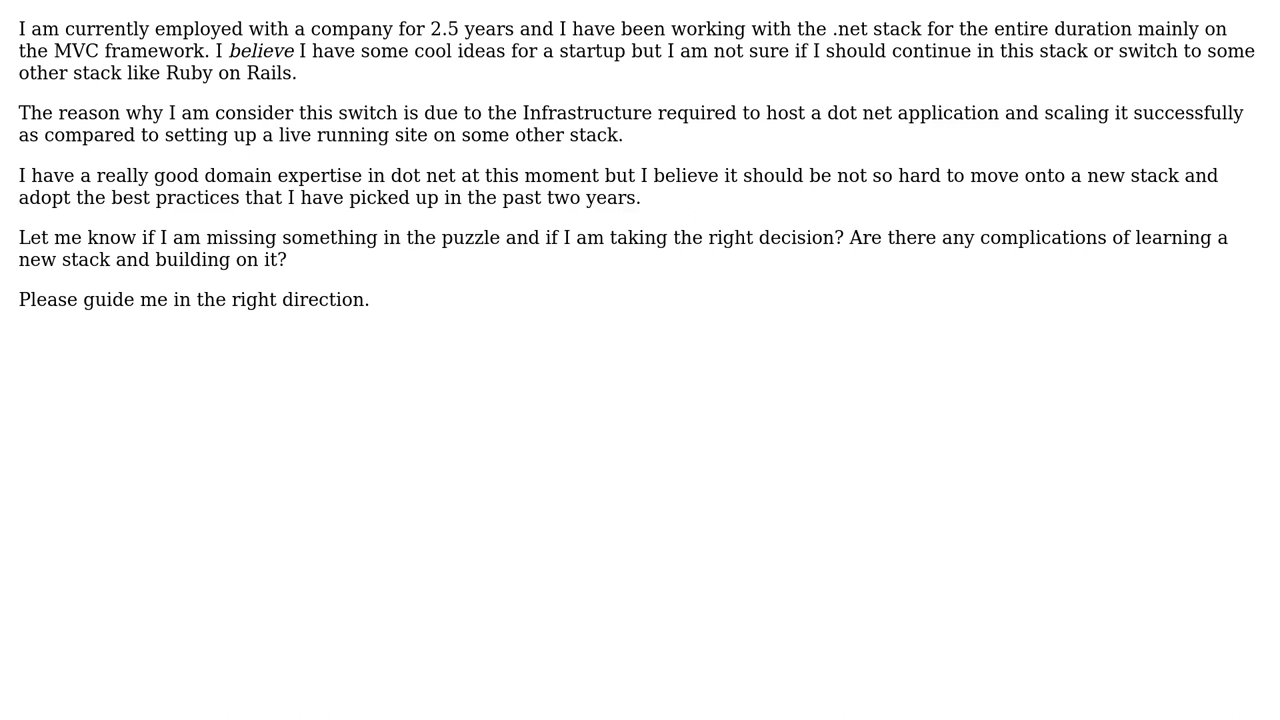 I am currently employed with a company for 2.5 years and I have been working with the .net stack for the entire duration mainly on
the MVC framework. I believe I have some cool ideas for a startup but I am not sure if I should continue in this stack or switch to some
other stack like Ruby on Rails.
The reason why I am consider this switch is due to the Infrastructure required to host a dot net application and scaling it successfully
as compared to setting up a live running site on some other stack.
I have a really good domain expertise in dot net at this moment but I believe it should be not so hard to move onto a new stack and
adopt the best practices that I have picked up in the past two years.
Let me know if I am missing something in the puzzle and if I am taking the right decision? Are there any complications of learning a
new stack and building on it?
Please guide me in the right direction.